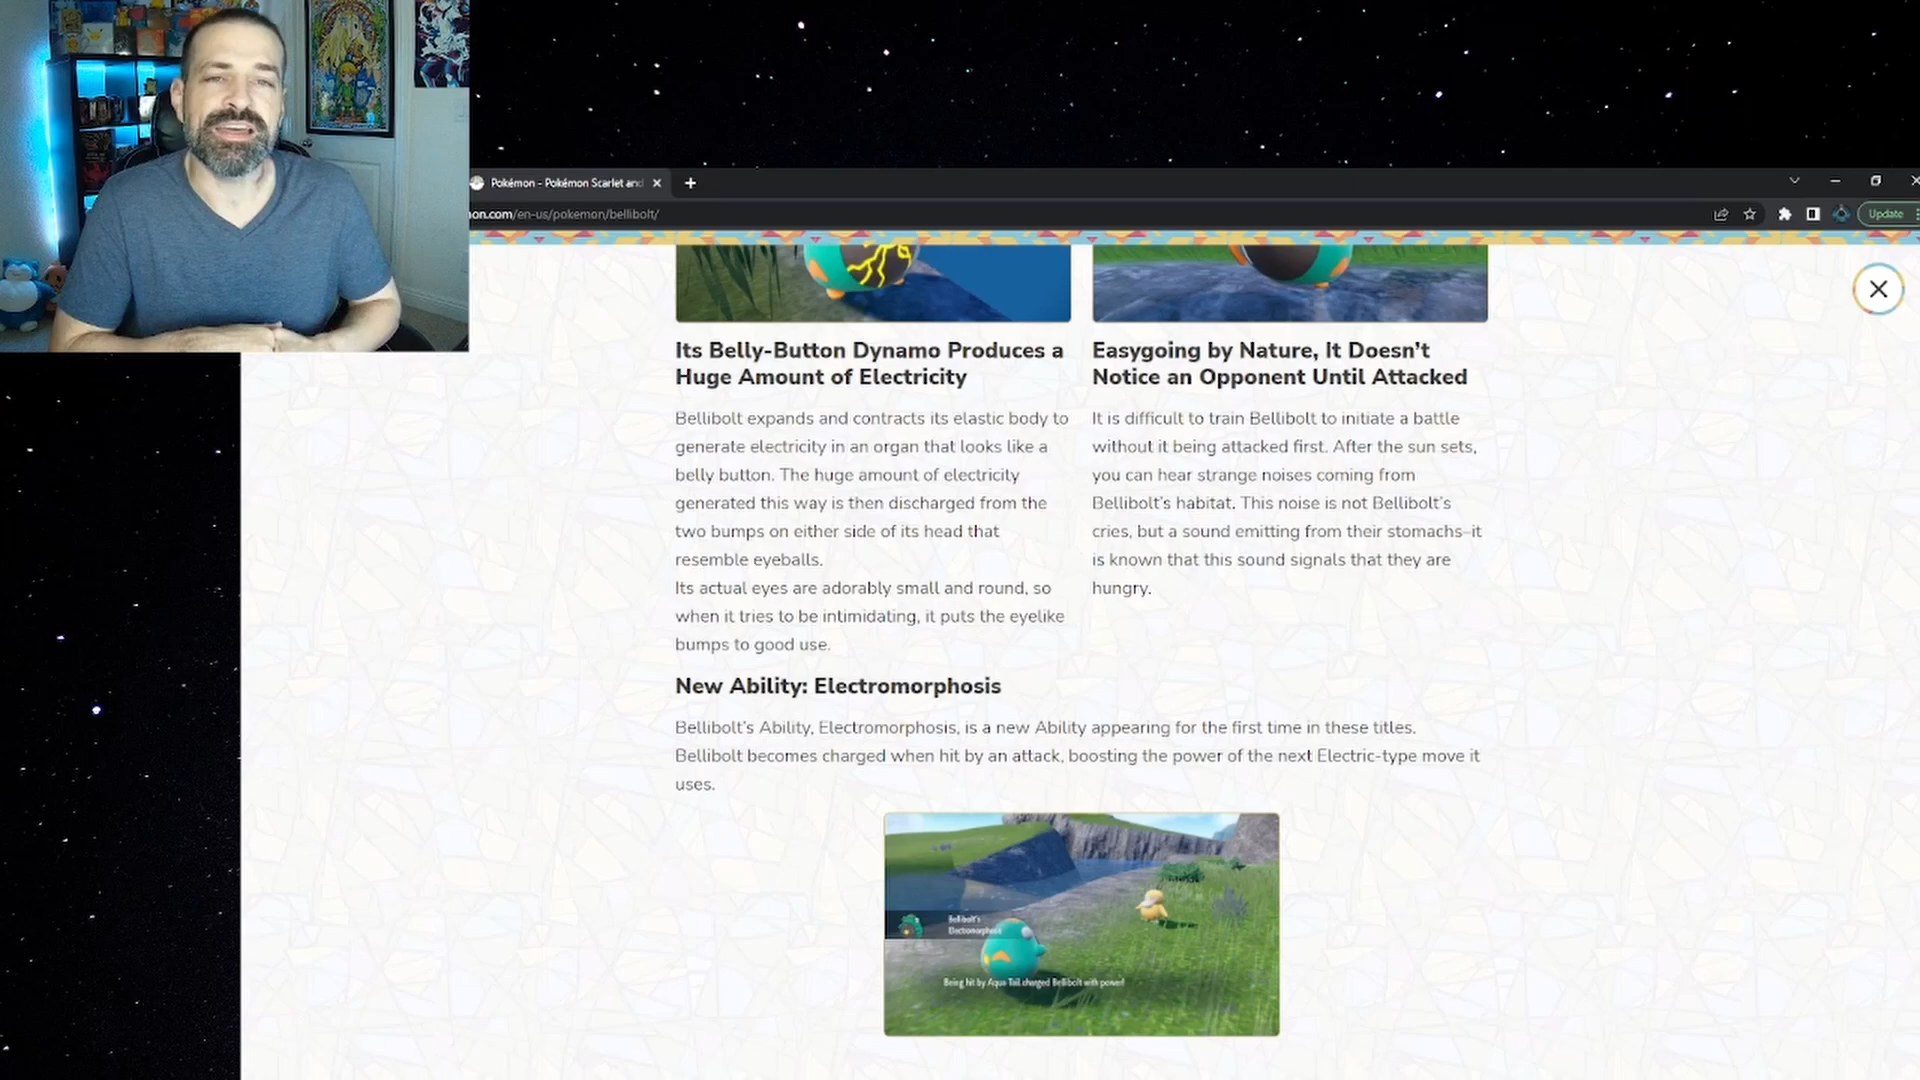 Pokémon - Pokémon Scarlet and
on.com/en-us/pokemon/bellibolt/
Update
Its Belly-Button Dynamo Produces a
Huge Amount of Electricity
Bellibolt expands and contracts its elastic body to
generate electricity in an organ that looks like a
belly button. The huge amount of electricity
generated this way is then discharged from the
two bumps on either side of its head that
resemble eyeballs.
Its actual eyes are adorably small and round, so
when it tries to be intimidating, it puts the eyelike
bumps to good use.
Easygoing by Nature, It Doesn't
Notice an Opponent Until Attacked
It is difficult to train Bellibolt to initiate a battle
without it being attacked first. After the sun sets,
you can hear strange noises coming from
Bellibolt's habitat. This noise is not Bellibolt's
cries, but a sound emitting from their stomachs–it
is known that this sound signals that they are
hungry.
New Ability: Electromorphosis
Bellibolt's Ability, Electromorphosis, is a new Ability appearing for the first time in these titles.
Bellibolt becomes charged when hit by an attack, boosting the power of the next Electric-type move it
uses.
Bellibolt's
Electromorphosis
Being hit by Aqua Tail charged Bellibolt with power!